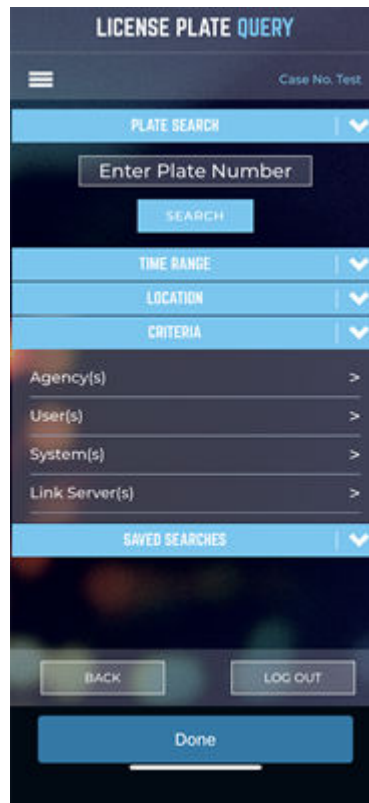 LICENSE PLATE QUERY
Case No. Test
PLATE SEARCH
Enter Plate Number
SEARCH
TIME RANGE
LOCATION
CRITERIA
Agency(s) >
User(s) >
System(s) >
Link Server(s) >
SAVED SEARCHES
BACK LOG OUT
Done